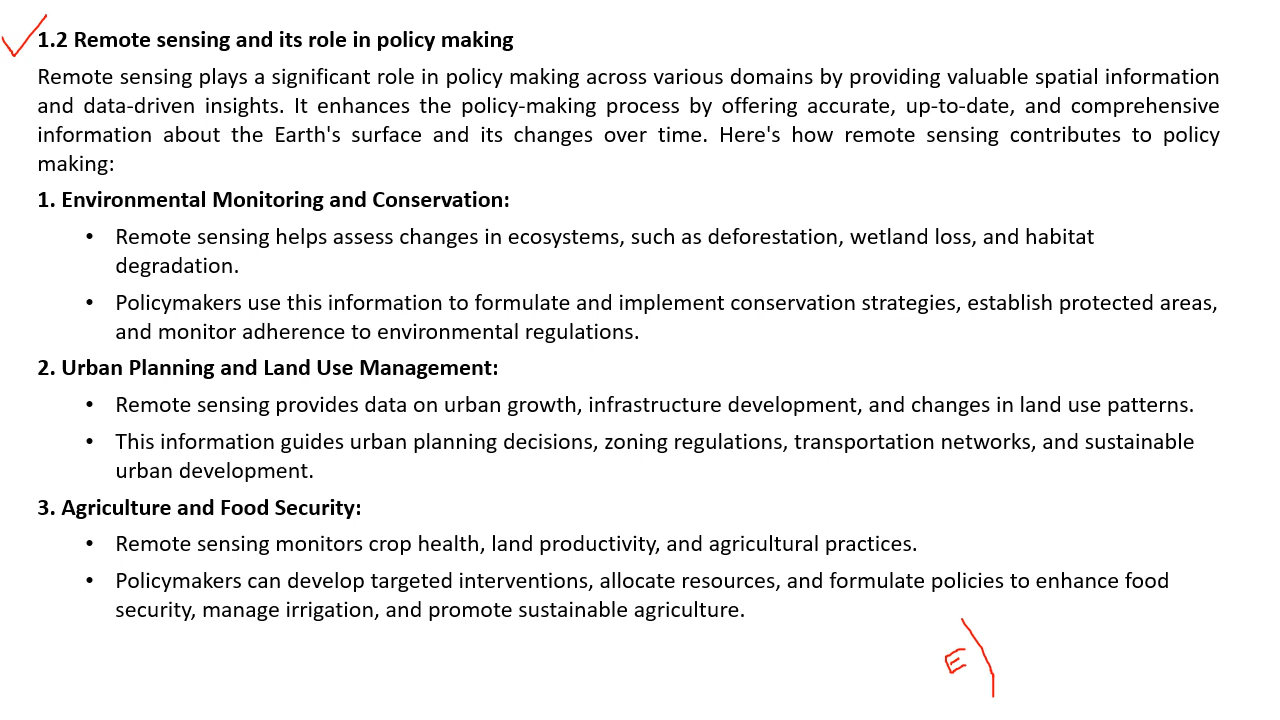 1.2 Remote sensing and its role in policy making
Remote sensing plays a significant role in policy making across various domains by providing valuable spatial information
and data-driven insights. It enhances the policy-making process by offering accurate, up-to-date, and comprehensive
information about the Earth's surface and its changes over time. Here's how remote sensing contributes to policy
making:
1. Environmental Monitoring and Conservation:
• Remote sensing helps assess changes in ecosystems, such as deforestation, wetland loss, and habitat
degradation.
• Policymakers use this information to formulate and implement conservation strategies, establish protected areas,
and monitor adherence to environmental regulations.
2. Urban Planning and Land Use Management:
• Remote sensing provides data on urban growth, infrastructure development, and changes in land use patterns.
• This information guides urban planning decisions, zoning regulations, transportation networks, and sustainable
urban development.
3. Agriculture and Food Security:
• Remote sensing monitors crop health, land productivity, and agricultural practices.
• Policymakers can develop targeted interventions, allocate resources, and formulate policies to enhance food
security, manage irrigation, and promote sustainable agriculture.
E